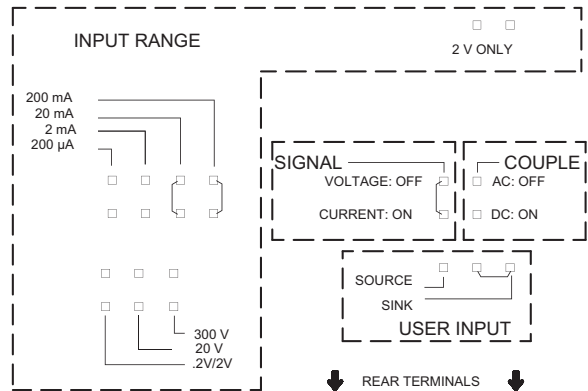 INPUT RANGE
2 V ONLY
200 mA
20 mA
2 mA
200 µA
SIGNAL
COUPLE
VOLTAGE: OFF
AC: OFF
CURRENT: ON
DC: ON
SOURCE
SINK
USER INPUT
300 V
20 V
.2V/2V
REAR TERMINALS